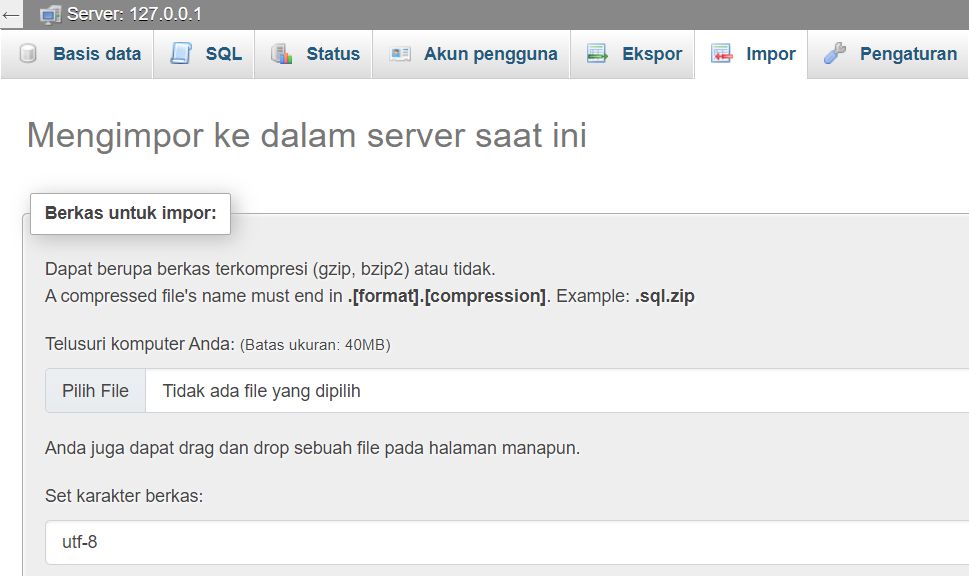 Server: 127.0.0.1
Basis data SQL Status Akun pengguna Ekspor Impor Pengaturan
Mengimpor ke dalam server saat ini
Berkas untuk impor:
Dapat berupa berkas terkompresi (gzip, bzip2) atau tidak.
A compressed file's name must end in .[format].[compression]. Example: .sql.zip
Telusuri komputer Anda: (Batas ukuran: 40MB)
Pilih File Tidak ada file yang dipilih
Anda juga dapat drag dan drop sebuah file pada halaman manapun.
Set karakter berkas:
utf-8